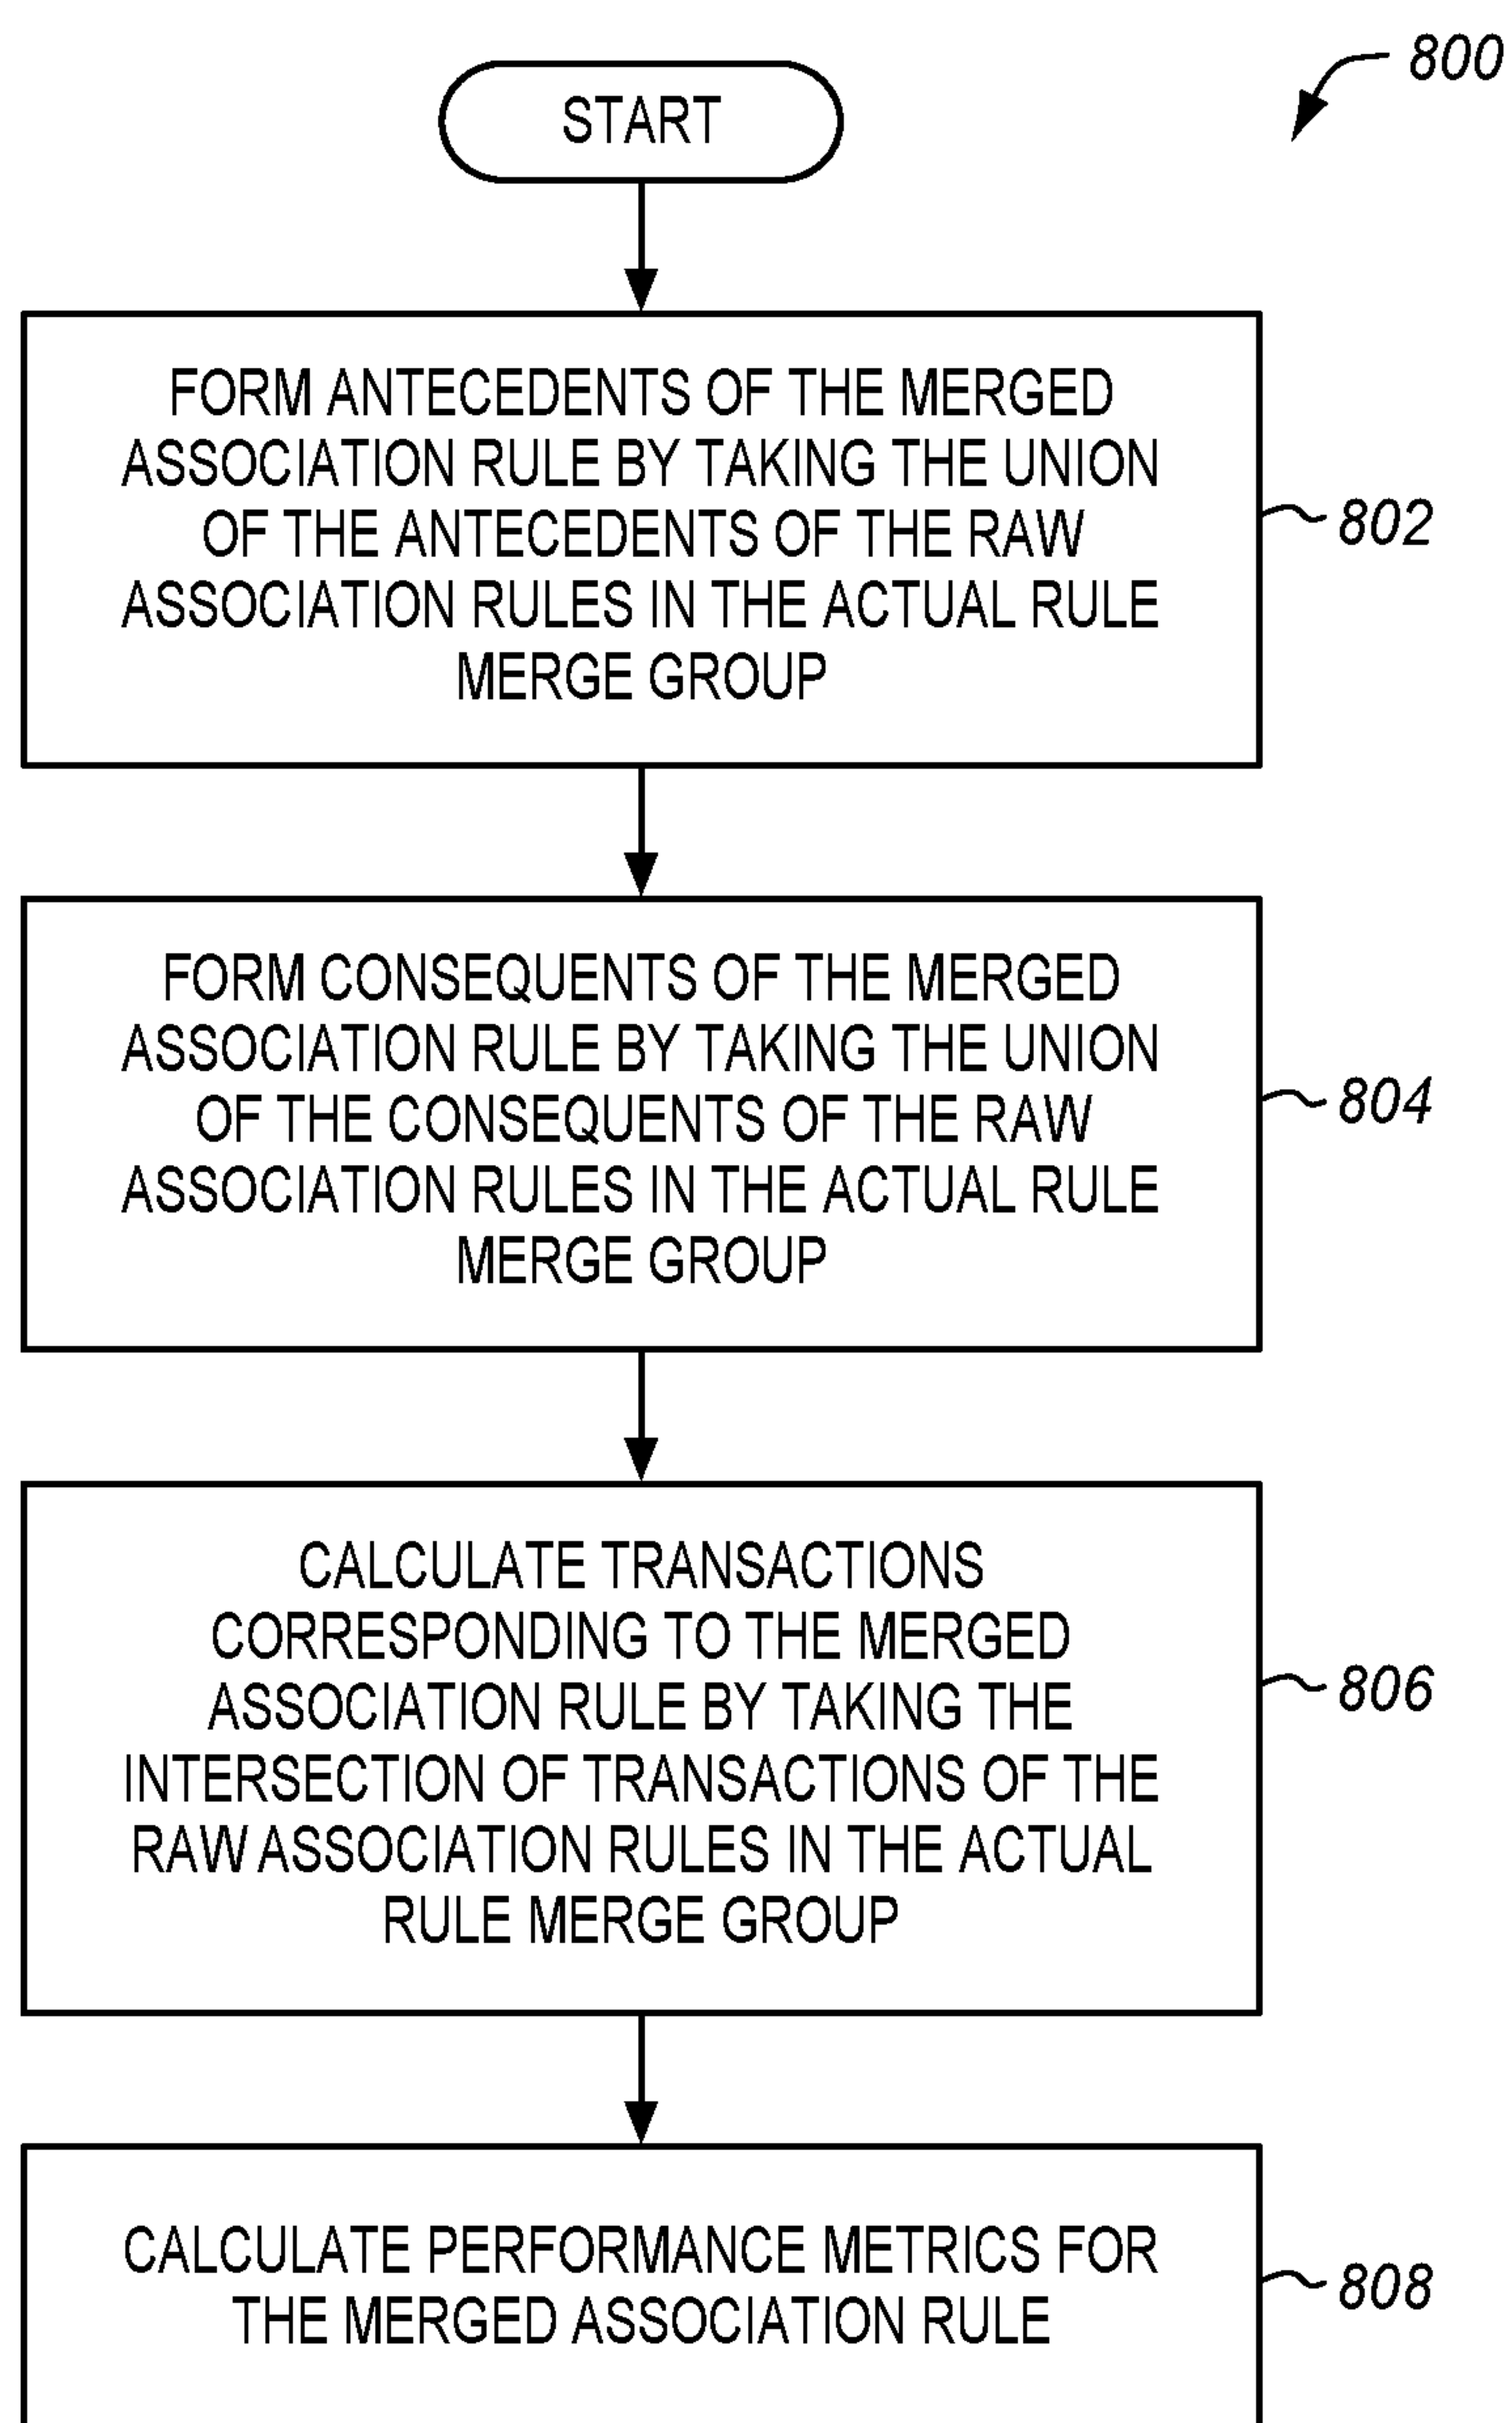 800
START
FORM ANTECEDENTS OF THE MERGED
ASSOCIATION RULE BY TAKING THE UNION
OF THE ANTECEDENTS OF THE RAW
ASSOCIATION RULES IN THE ACTUAL RULE
MERGE GROUP
802
FORM CONSEQUENTS OF THE MERGED
ASSOCIATION RULE BY TAKING THE UNION
OF THE CONSEQUENTS OF THE RAW
ASSOCIATION RULES IN THE ACTUAL RULE
MERGE GROUP
804
CALCULATE TRANSACTIONS
CORRESPONDING TO THE MERGED
ASSOCIATION RULE BY TAKING THE
INTERSECTION OF TRANSACTIONS OF THE
RAW ASSOCIATION RULES IN THE ACTUAL
RULE MERGE GROUP
806
CALCULATE PERFORMANCE METRICS FOR
THE MERGED ASSOCIATION RULE
808